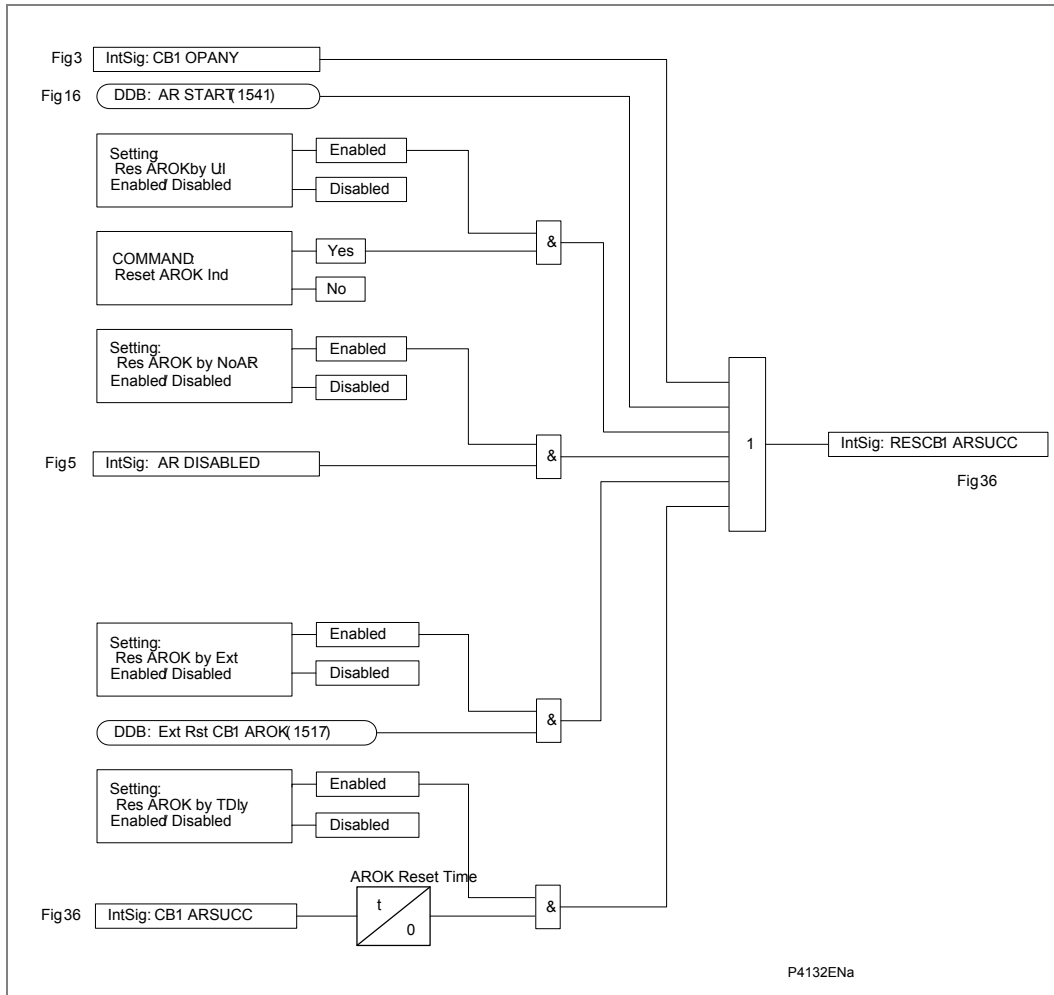 Fig3
IntSig: CB1 OPANY
Fig16
DDB: AR START(1541)
Setting:
Res AROKby UI
Enabled/ Disabled
Enabled
Disabled
&
COMMAND:
Reset AROK Ind
Yes
No
Setting:
Res AROK by NoAR
Enabled/ Disabled
Enabled
Disabled
1
IntSig: RESCB1 ARSUCC
Fig36
Fig5
IntSig: AR DISABLED
&
Setting:
Res AROK by Ext
Enabled/ Disabled
Enabled
Disabled
&
DDB: Ext Rst CB1 AROK(1517)
Setting:
Res AROK by TDly
Enabled/ Disabled
Enabled
Disabled
AROK Reset Time
t
0
&
Fig36
IntSig: CB1 ARSUCC
P4132ENa